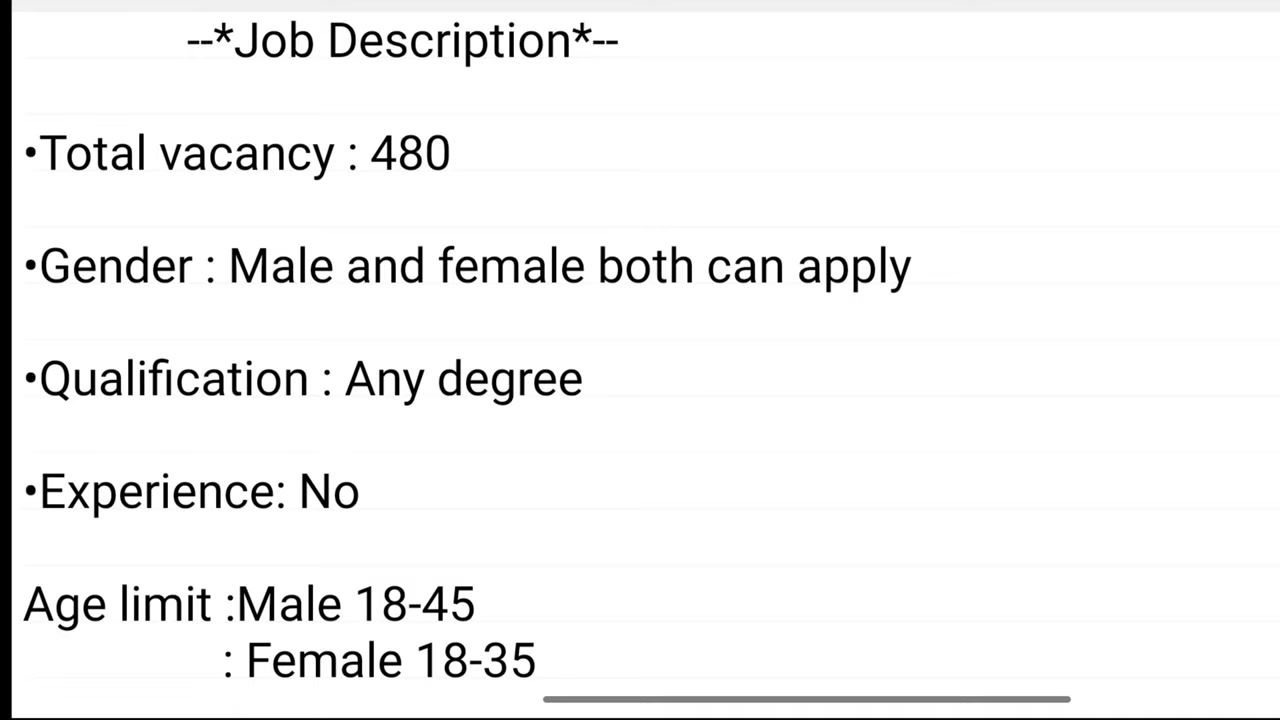 --*Job Description*--
•Total vacancy : 480
•Gender : Male and female both can apply
•Qualification : Any degree
•Experience: No
Age limit :Male 18-45
: Female 18-35